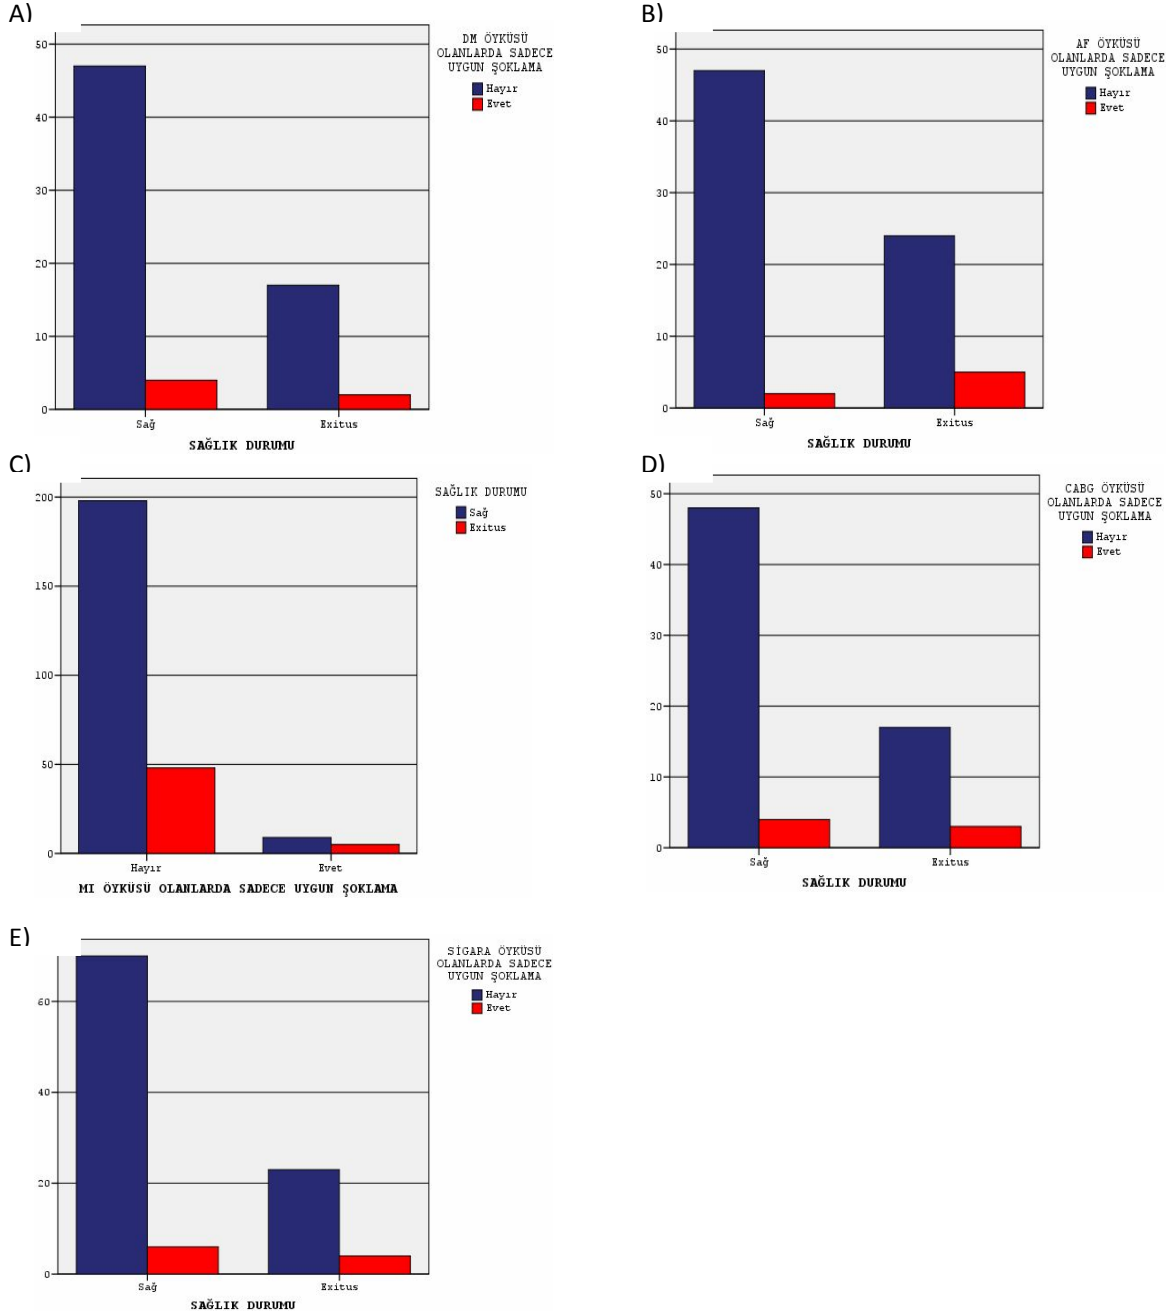 A)
DM ÖYKÜSÜ
OLANLARDA SADECE
UYGUN ŞOKLAMA
Hayır
Evet
50
40
30
20
10
0
Sağ
Exitus
SAĞLIK DURUMU
B)
AF ÖYKÜSÜ
OLANLARDA SADECE
UYGUN ŞOKLAMA
Hayır
Evet
50
40
30
20
10
0
Sağ
Exitus
SAĞLIK DURUMU
C)
SAĞLIK DURUMU
Sağ
Exitus
200
150
100
50
0
Hayır
Evet
MI ÖYKÜSÜ OLANLARDA SADECE UYGUN ŞOKLAMA
D)
CABG ÖYKÜSÜ
OLANLARDA SADECE
UYGUN ŞOKLAMA
Hayır
Evet
50
40
30
20
10
0
Sağ
Exitus
SAĞLIK DURUMU
E)
SİGARA ÖYKÜSÜ
OLANLARDA SADECE
UYGUN ŞOKLAMA
Hayır
Evet
60
40
20
0
Sağ
Exitus
SAĞLIK DURUMU